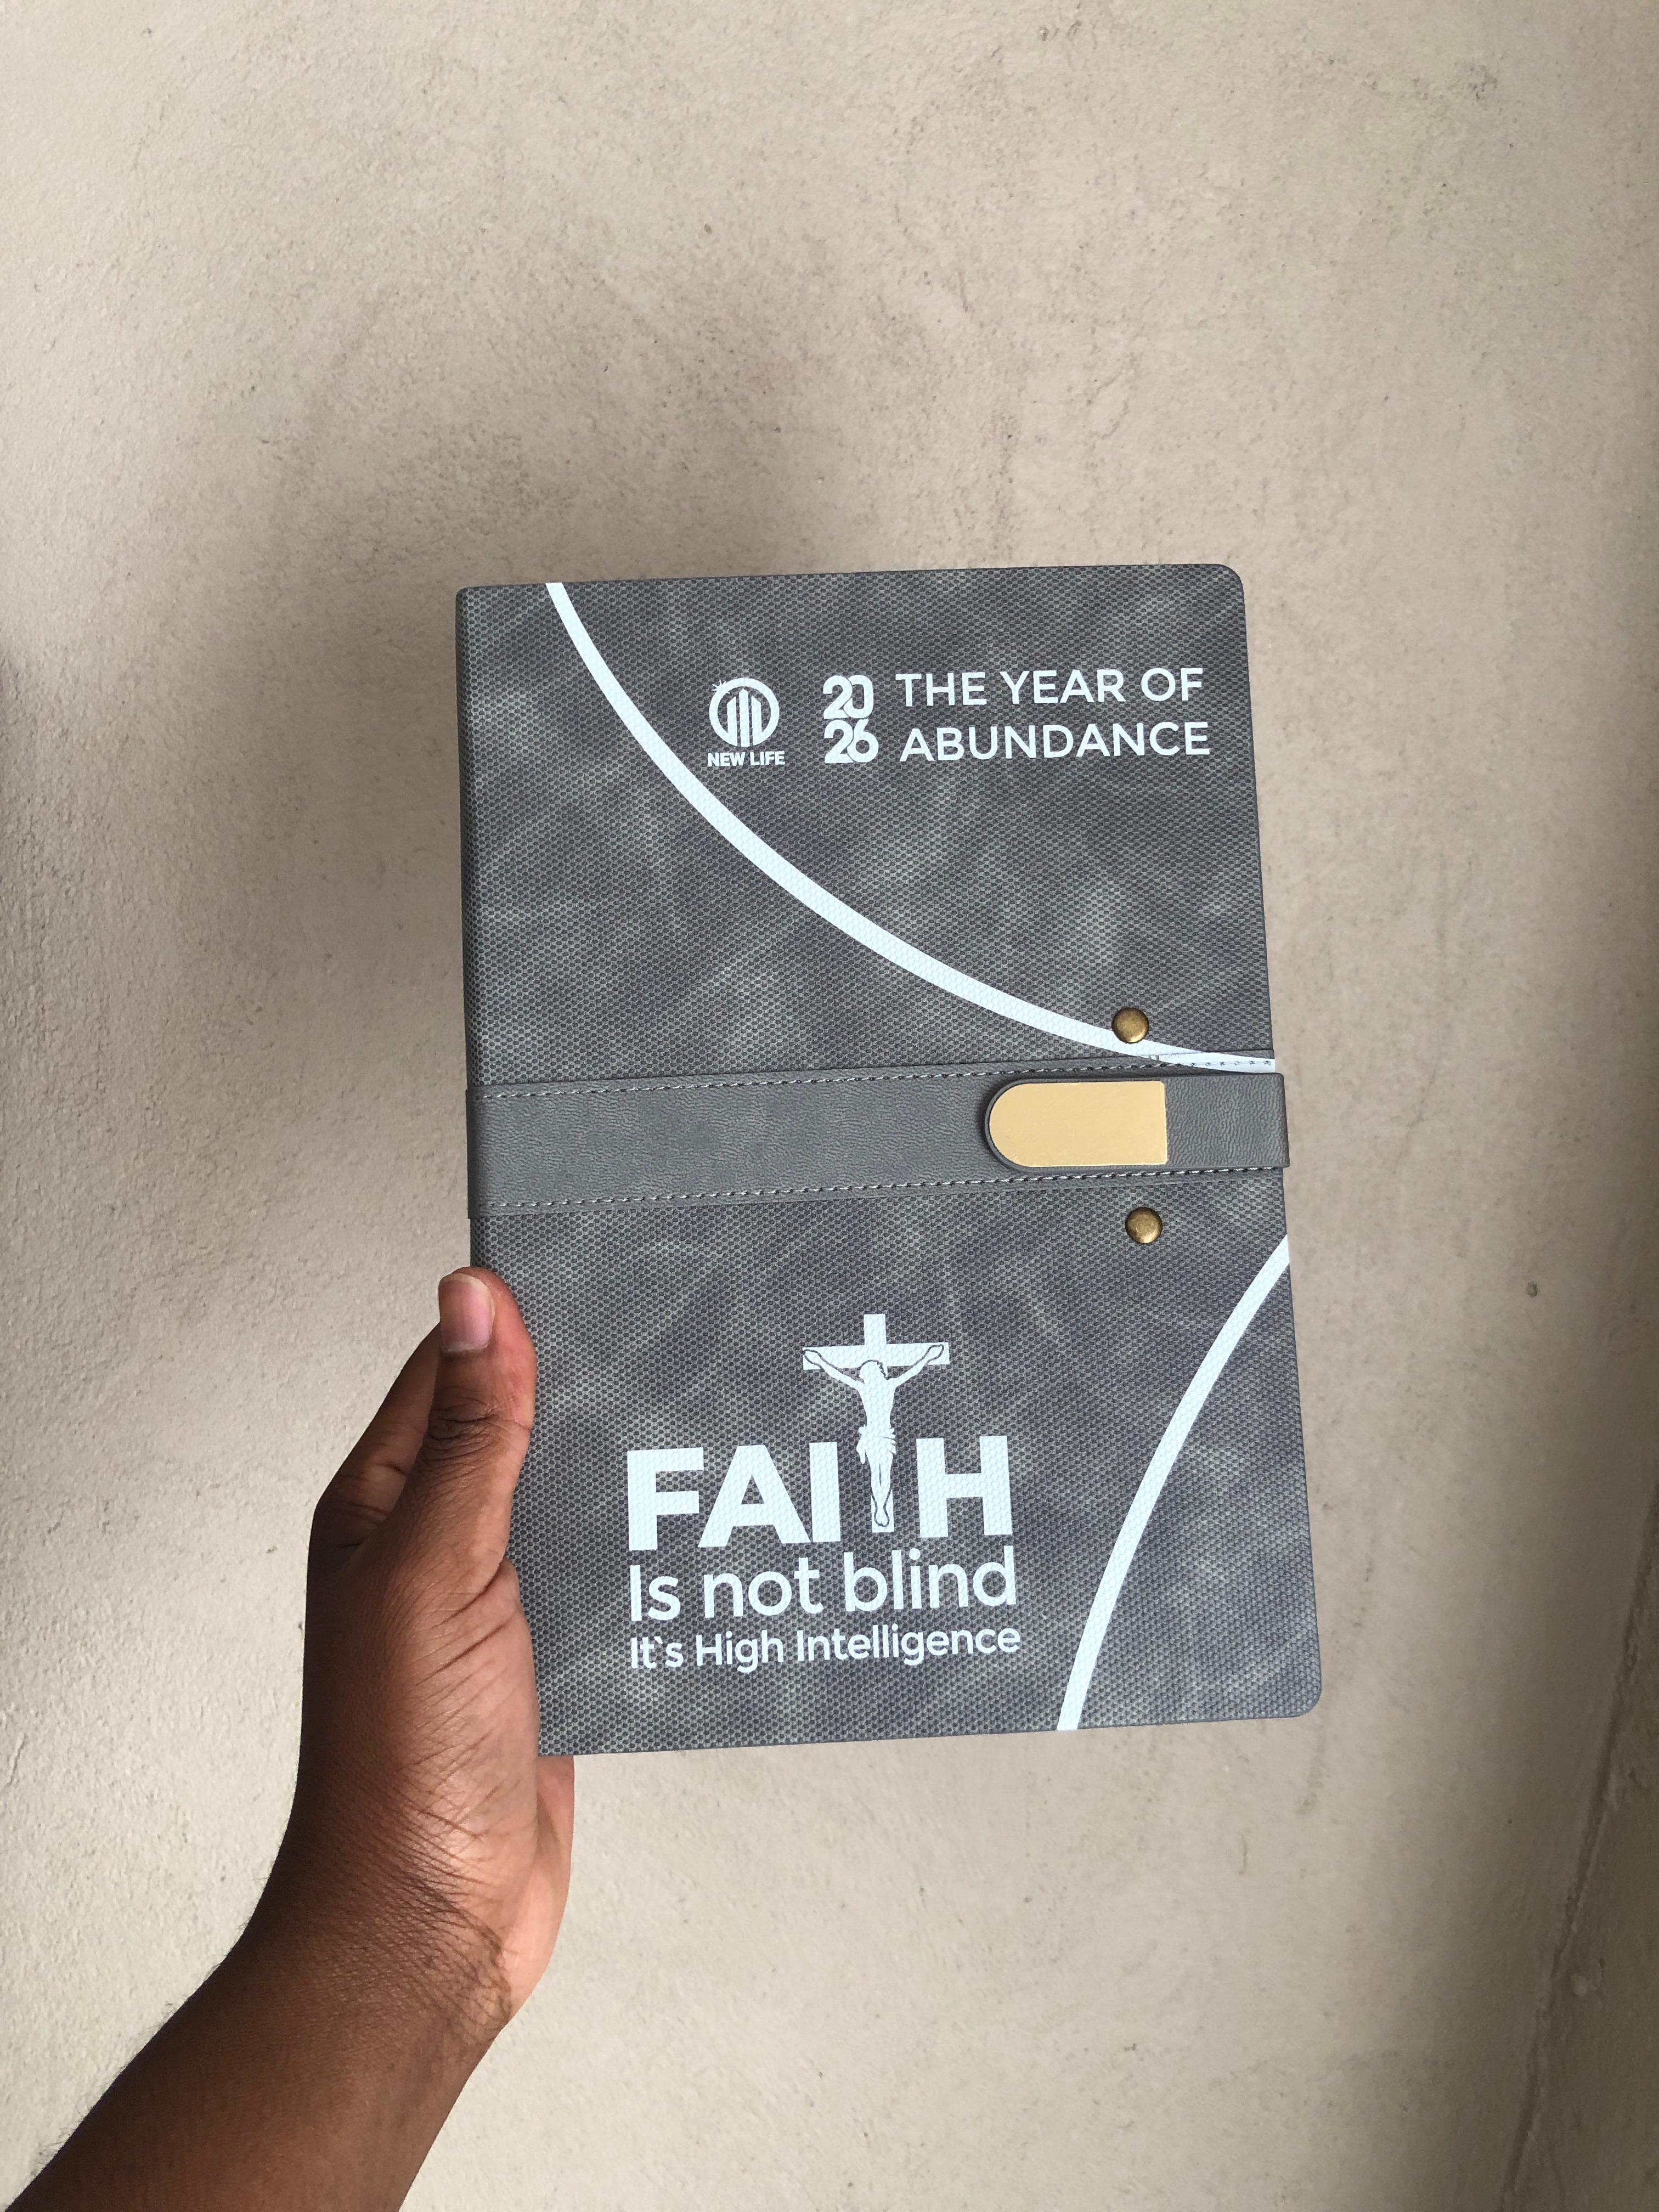 NEW LIFE
20
26
THE YEAR OF
ABUNDANCE
FAITH
Is not blind
It`s High Intelligence